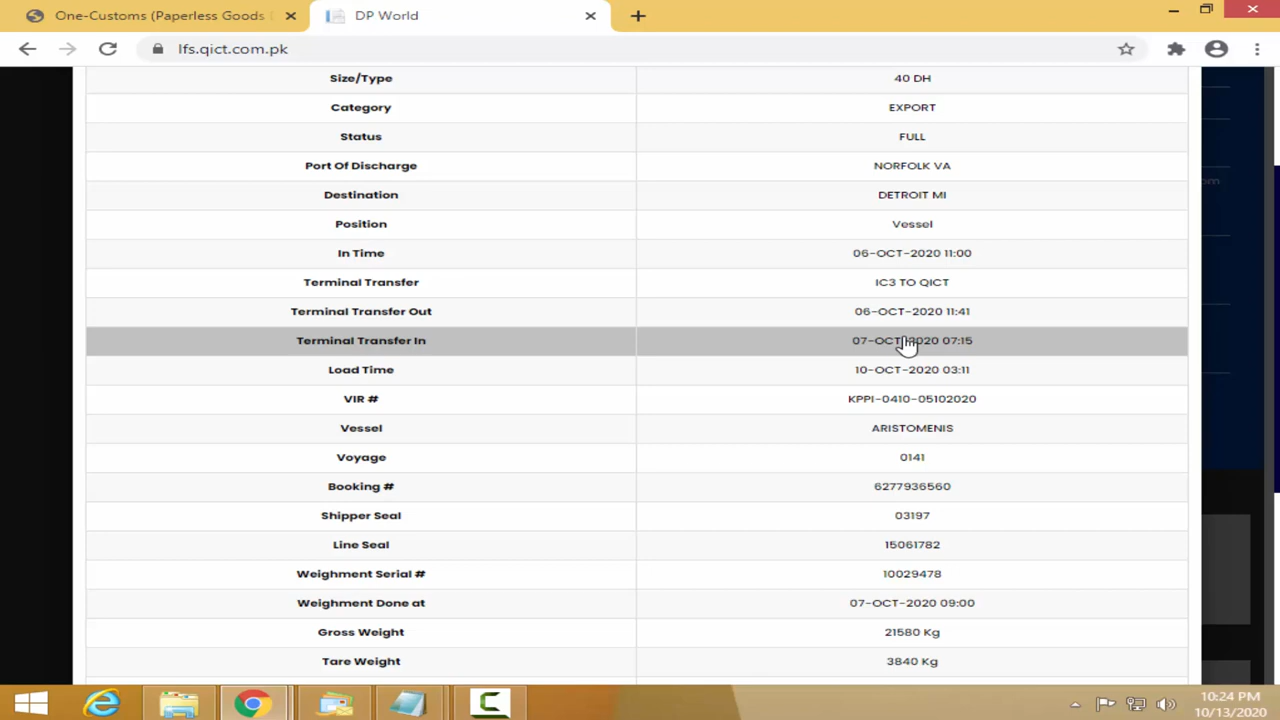 One-Customs (Paperless Goods
DP World
lfs.qict.com.pk
Size/Type 40 DH
Category EXPORT
Status FULL
Port Of Discharge NORFOLK VA
Destination DETROIT MI
Position Vessel
In Time 06-OCT-2020 11:00
Terminal Transfer IC3 TO QICT
Terminal Transfer Out 06-OCT-2020 11:41
Terminal Transfer In 07-OCT-2020 07:15
Load Time 10-OCT-2020 03:11
VIR # KPPI-0410-05102020
Vessel ARISTOMENIS
Voyage 0141
Booking # 6277936560
Shipper Seal 03197
Line Seal 15061782
Weighment Serial # 10029478
Weighment Done at 07-OCT-2020 09:00
Gross Weight 21580 Kg
Tare Weight 3840 Kg
om
10:24 PM
10/13/2020